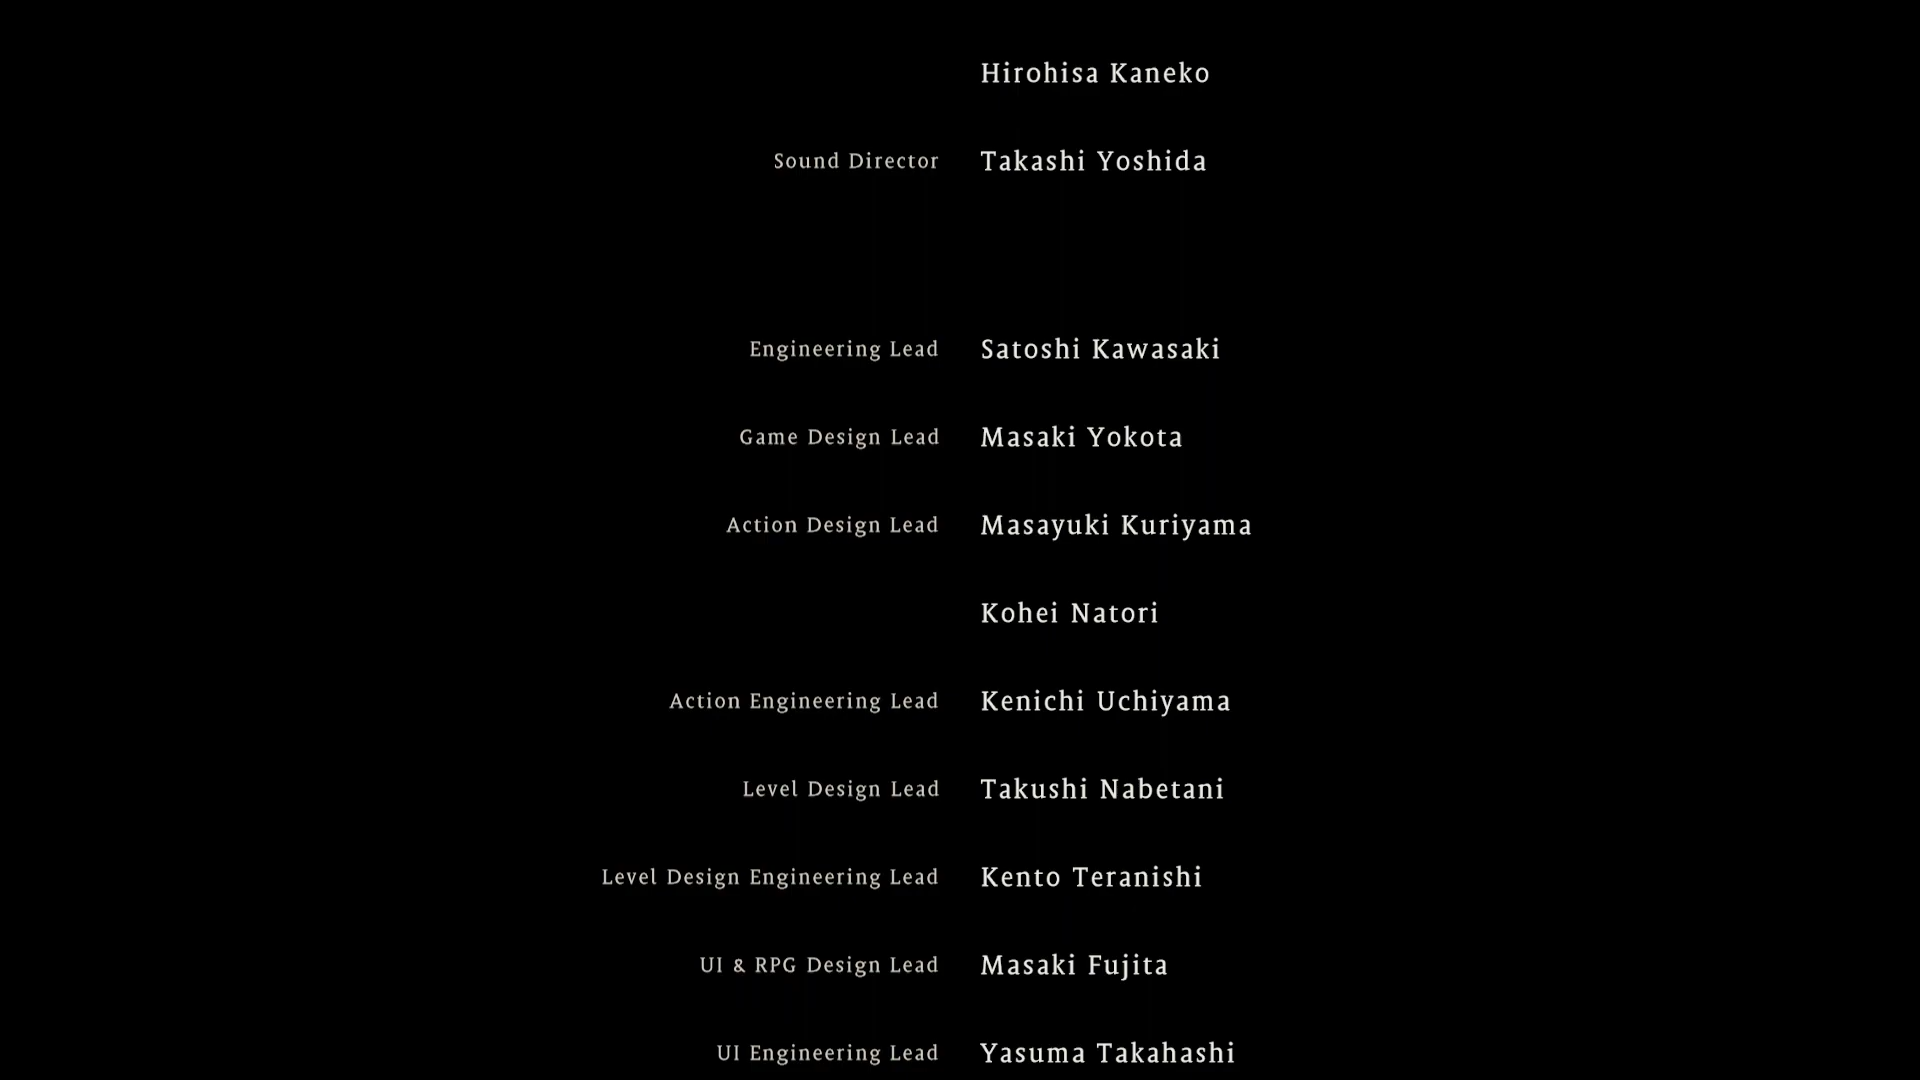 Hirohisa Kaneko
Sound Director Takashi Yoshida
Engineering Lead Satoshi Kawasaki
Game Design Lead Masaki Yokota
Action Design Lead Masayuki Kuriyama
Kohei Natori
Action Engineering Lead Kenichi Uchiyama
Level Design Lead Takushi Nabetani
Level Design Engineering Lead Kento Teranishi
UI & RPG Design Lead Masaki Fujita
UI Engineering Lead Yasuma Takahashi